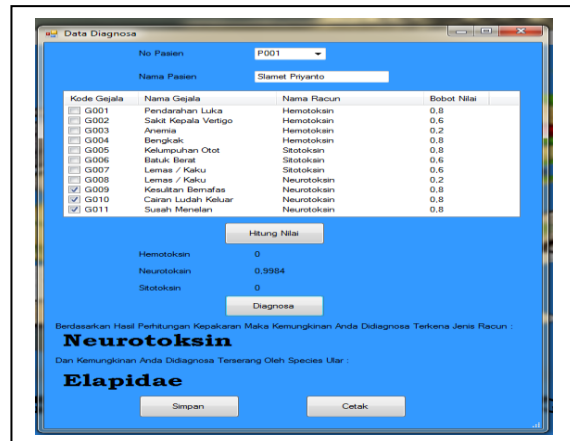 Data Diagnosa
No Pasien P001
Nama Pasien Slamet Priyanto
Kode Gejala Nama Gejala Nama Racun Bobot Nilai
G001 Pendarahan Luka Hemotoksin 0,8
G002 Sakit Kepala Vertigo Hemotoksin 0,6
G003 Anemia Hemotoksin 0,2
G004 Bengkak Hemotoksin 0,8
G005 Kelumpuhan Otot Sitotoksin 0,8
G006 Batuk Berat Sitotoksin 0,6
G007 Lemas / Kaku Sitotoksin 0,6
G008 Lemas / Kaku Neurotoksin 0,2
G009 Kesulitan Bernafas Neurotoksin 0,8
G010 Cairan Ludah Keluar Neurotoksin 0,8
G011 Susah Menelan Neurotoksin 0,8
Hitung Nilai
Hemotoksin 0
Neurotoksin 0,9984
Sitotoksin 0
Diagnosa
Berdasarkan Hasil Perhitungan Kepakaran Maka Kemungkinan Anda Didiagnosa Terkena Jenis Racun :
Neurotoksin
Dan Kemungkinan Anda Didiagnosa Terserang Oleh Species Ular :
Elapidae
Simpan Cetak